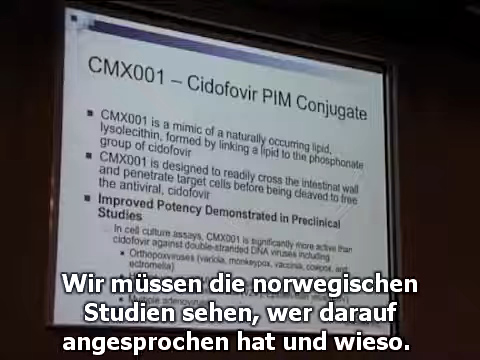 CMX001 – Cidofovir PIM Conjugate
▪ CMX001 is a mimic of a naturally occurring lipid,
lysolecithin, formed by linking a lipid to the phosphonate
group of cidofovir
▪ CMX001 is designed to readily cross the intestinal wall
and penetrate target cells before being cleaved to free
the antiviral, cidofovir
▪ Improved Potency Demonstrated in Preclinical
Studies
In cell culture assays, CMX001 is significantly more active than
cidofovir against double-stranded DNA viruses including
▪ Orthopoxviruses (variola, monkeypox, vaccinia, cowpox, and
ectromelia)
Wir müssen die norwegischen
Studien sehen, wer darauf
angesprochen hat und wieso.